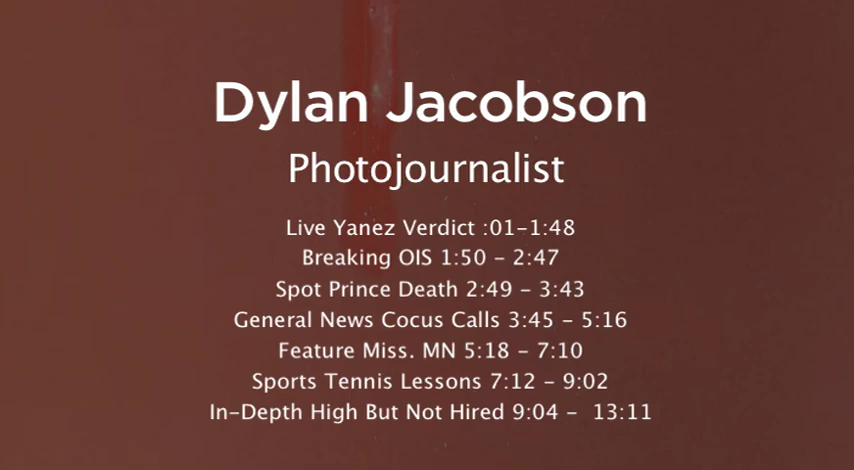 Dylan Jacobson
Photojournalist
Live Yanez Verdict :01-1:48
Breaking OIS 1:50 - 2:47
Spot Prince Death 2:49 - 3:43
General News Cocus Calls 3:45 - 5:16
Feature Miss. MN 5:18 - 7:10
Sports Tennis Lessons 7:12 - 9:02
In-Depth High But Not Hired 9:04 -  13:11